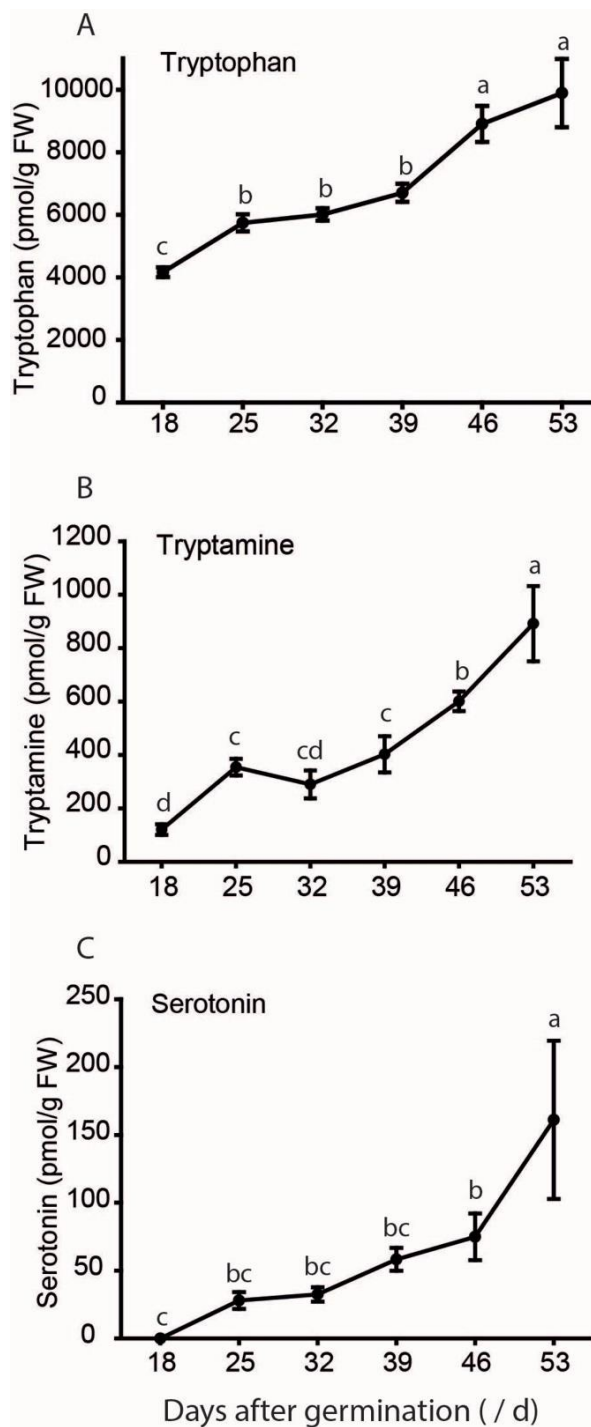 A
Tryptophan
Tryptophan (pmol/g FW)
10000
8000
6000
4000
2000
0
c
b
b
b
a
a
18 25 32 39 46 53
B
Tryptamine
Tryptamine (pmol/g FW)
1200
1000
800
600
400
200
0
d
c
cd
c
b
a
18 25 32 39 46 53
C
Serotonin
Serotonin (pmol/g FW)
250
200
150
100
50
0
c
bc
bc
bc
b
a
18 25 32 39 46 53
Days after germination ( / d)